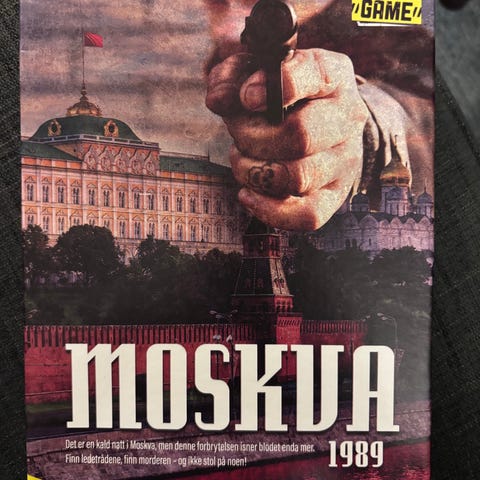 "GAME"
MOSKVA
Det er en kald natt i Moskva, men denne forbrytelsen isner blodet enda mer.
Finn ledetrådene, finn morderen - og ikke stol på noen!
1989